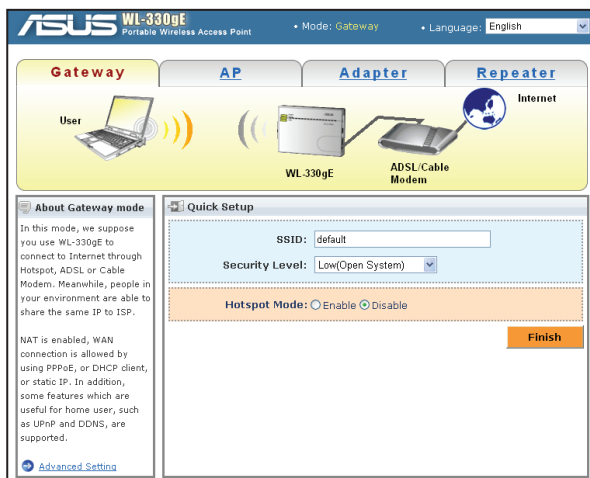 ASUS WL-330gE
Portable Wireless Access Point
• Mode: Gateway
• Language: English
Gateway
AP
Adapter
Repeater
User
Internet
WL-330gE
ADSL/Cable
Modem
About Gateway mode
In this mode, we suppose
you use WL-330gE to
connect to Internet through
Hotspot, ADSL or Cable
Modem. Meanwhile, people in
your environment are able to
share the same IP to ISP.
NAT is enabled, WAN
connection is allowed by
using PPPoE, or DHCP client,
or static IP. In addition,
some features which are
useful for home user, such
as UPnP and DDNS, are
supported.
Advanced Setting
Quick Setup
SSID: default
Security Level: Low(Open System)
Hotspot Mode: Enable Disable
Finish